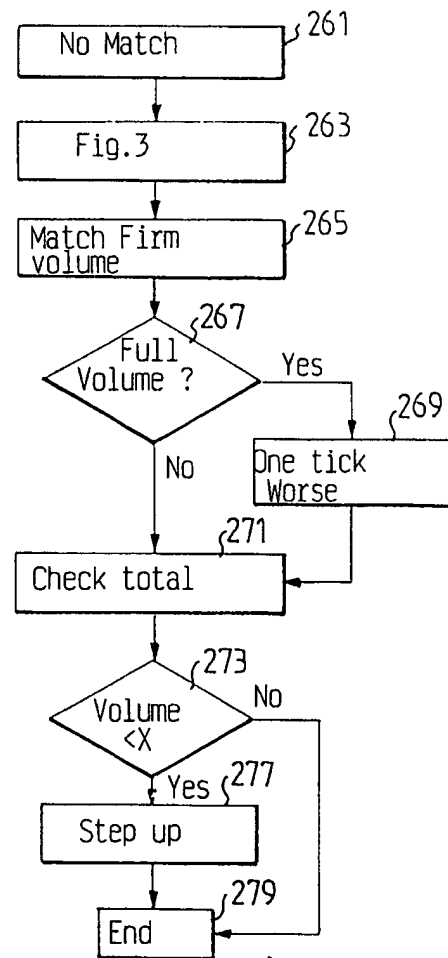 261
No Match
263
Fig.3
265
Match Firm
volume
267
Full
Volume ?
Yes
269
One tick
Worse
No
271
Check total
273
Volume
<X
No
Yes
277
Step up
279
End